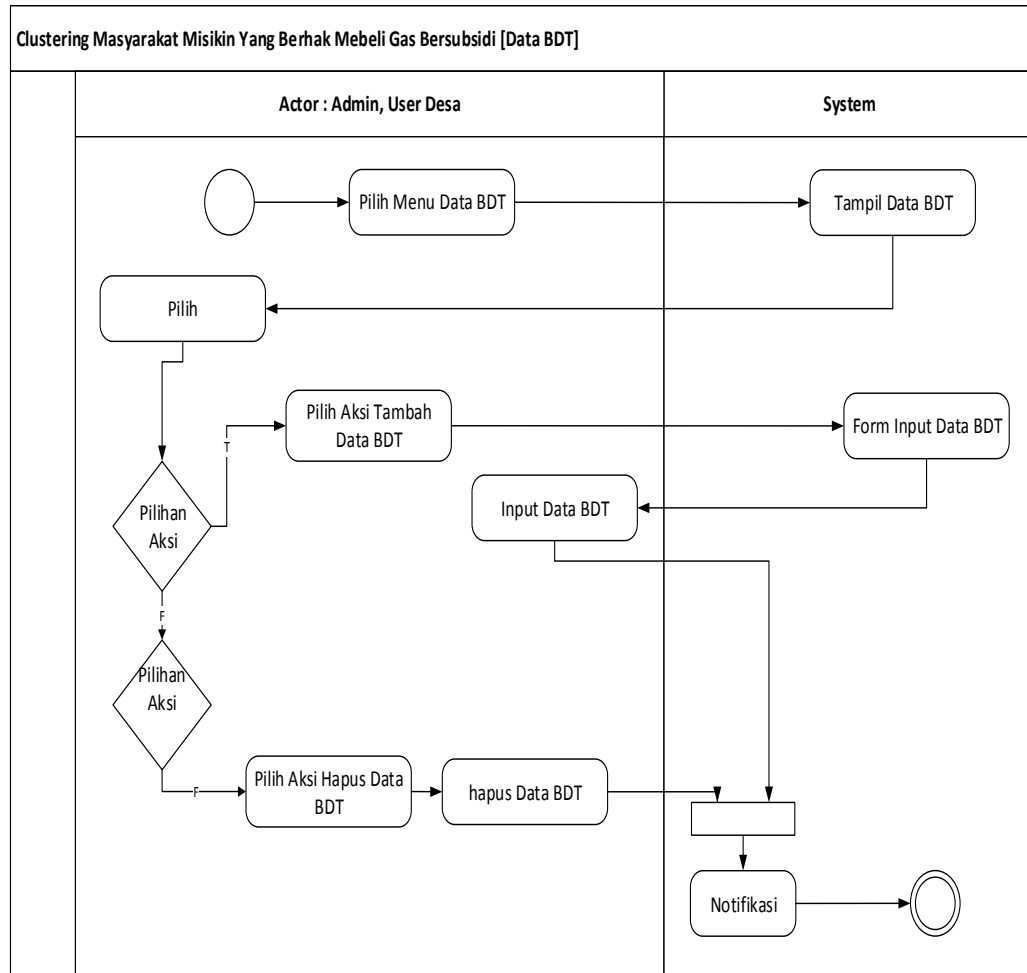 Clustering Masyarakat Misikin Yang Berhak Mebeli Gas Bersubsidi [Data BDT]
Actor : Admin, User Desa
System
Pilih Menu Data BDT
Tampil Data BDT
Pilih
Pilih Aksi Tambah
Data BDT
Form Input Data BDT
T
Input Data BDT
Pilihan
Aksi
F
Pilihan
Aksi
F
Pilih Aksi Hapus Data
BDT
hapus Data BDT
Notifikasi